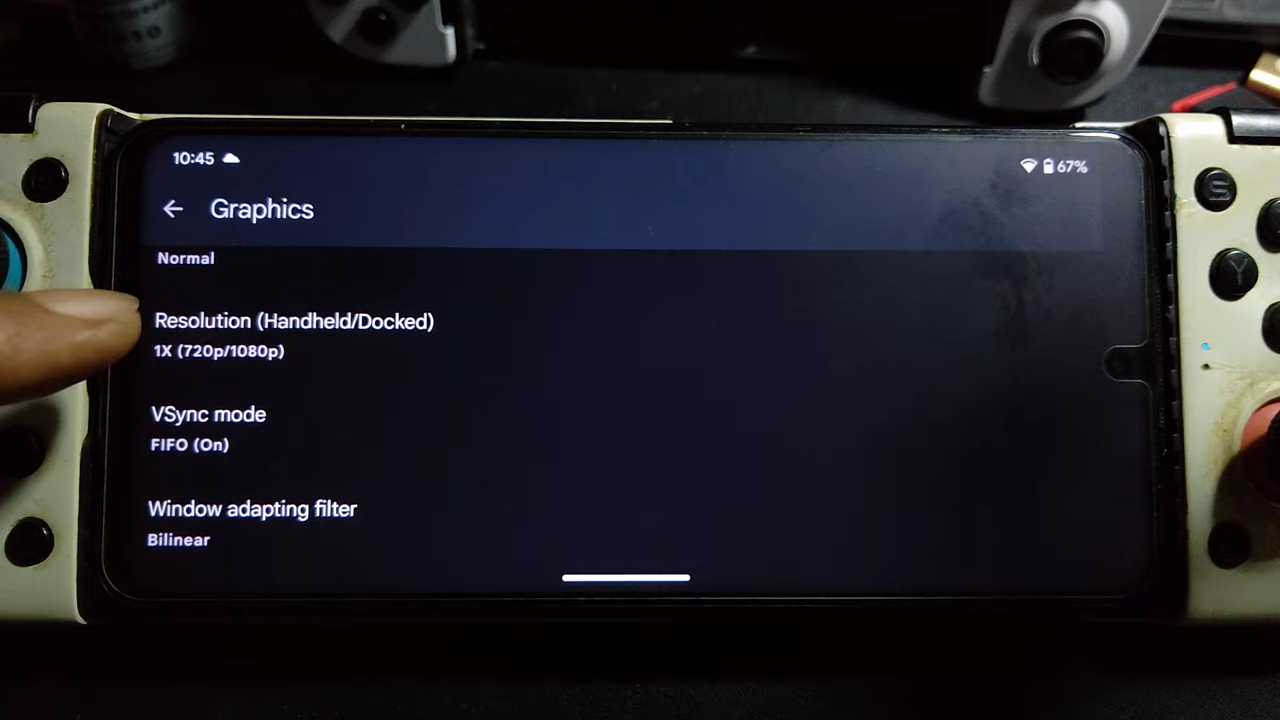 10:45
67%
Graphics
Normal
Resolution (Handheld/Docked)
1X (720p/1080p)
VSync mode
FIFO (On)
Window adapting filter
Bilinear
S
Y